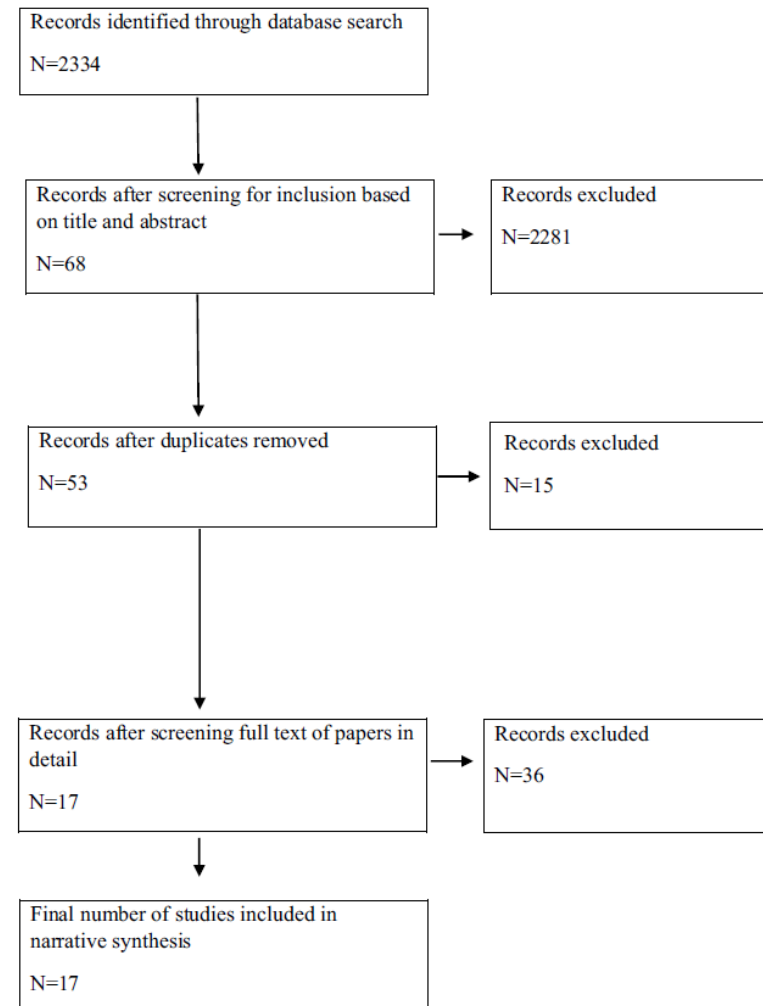 Records identified through database search
N=2334
Records after screening for inclusion based
on title and abstract
N=68
Records excluded
N=2281
Records after duplicates removed
N=53
Records excluded
N=15
Records after screening full text of papers in
detail
N=17
Records excluded
N=36
Final number of studies included in
narrative synthesis
N=17